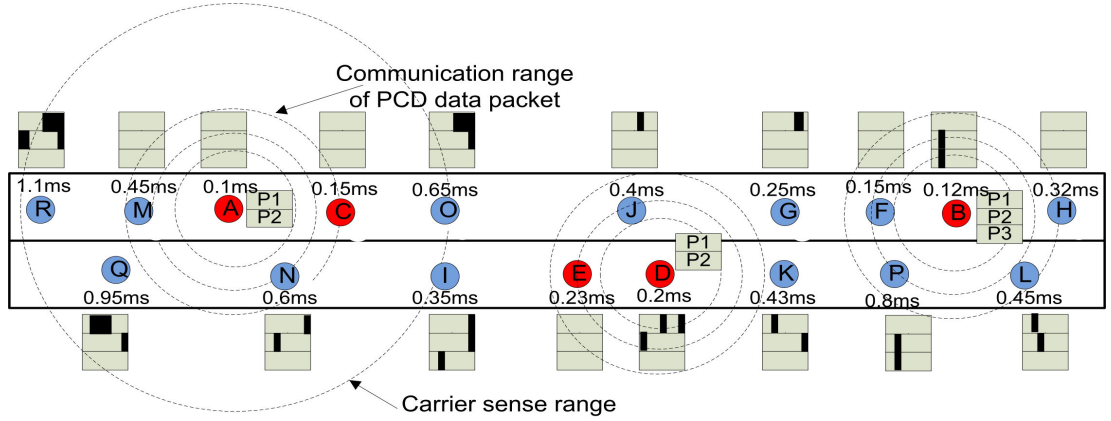 Communication range
of PCD data packet
1.1ms 0.45ms 0.1ms 0.15ms 0.65ms 0.4ms 0.25ms 0.15ms 0.12ms 0.32ms
R M A P1 C O J G F B P1 H
P2 P2
P3
P1
P2
Q N I E D K P L
0.95ms 0.6ms 0.35ms 0.23ms 0.2ms 0.43ms 0.8ms 0.45ms
Carrier sense range